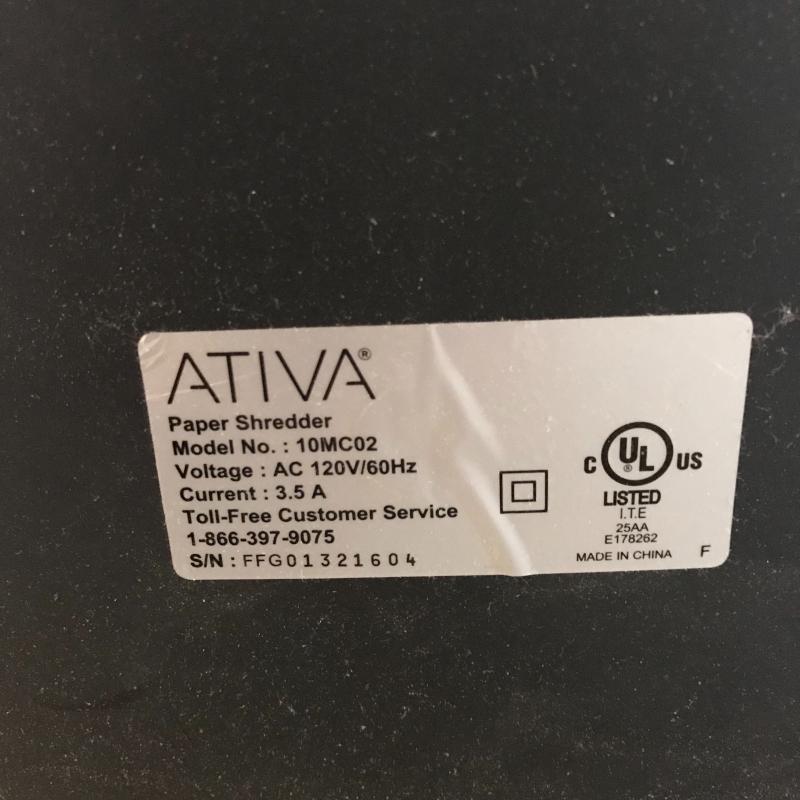 ATIVA®
Paper Shredder
Model No. : 10MC02
Voltage : AC 120V/60Hz
Current : 3.5 A
Toll-Free Customer Service
1-866-397-9075
S/N : FFG01321604
C UL® US
LISTED
I.T.E
25AA
E178262
MADE IN CHINA F